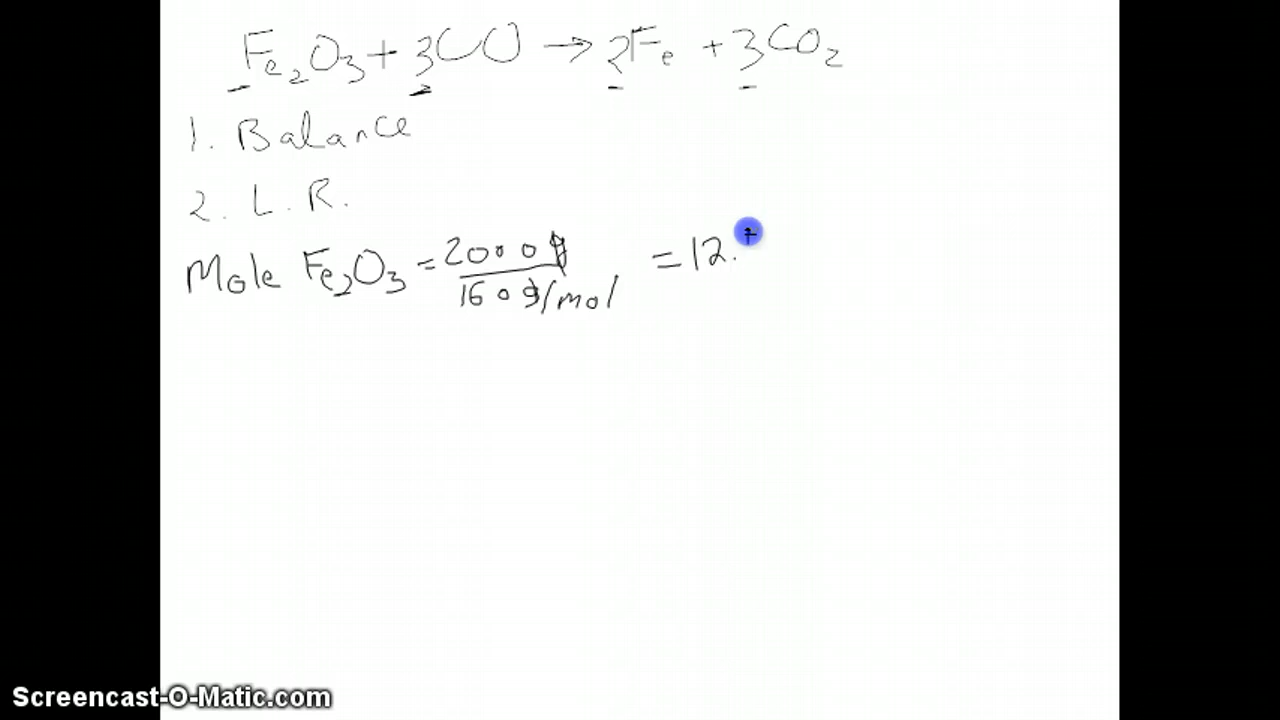 Fe₂O₃ + 3CO → 2Fe + 3CO₂
1. Balance
2. L.R.
Mole Fe₂O₃ = 2000g / 160g/mol = 12.
Screencast-O-Matic.com